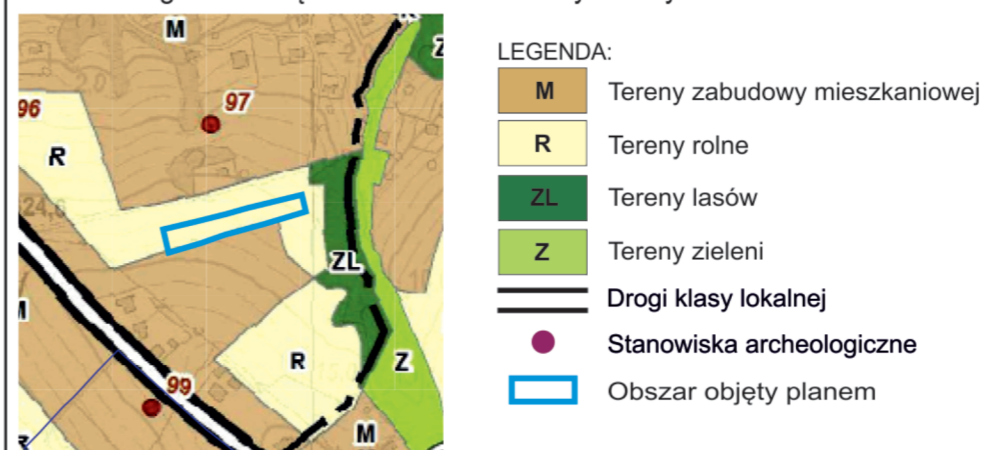 M
Z
96
97
R
24,6
ZL
M
R
Z
99
M
R
LEGENDA:
M Tereny zabudowy mieszkaniowej
R Tereny rolne
ZL Tereny lasów
Z Tereny zieleni
Drogi klasy lokalnej
Stanowiska archeologiczne
Obszar objęty planem